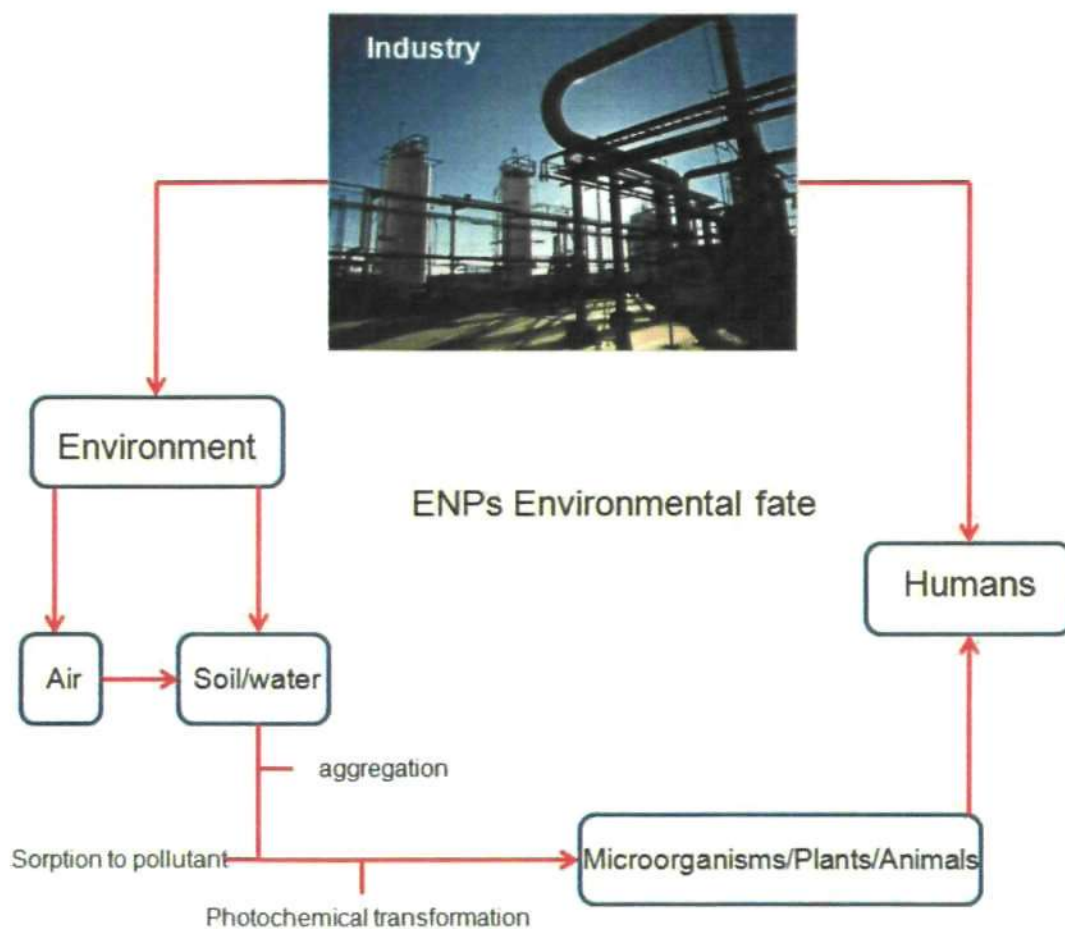 Industry
Environment
ENPs Environmental fate
Humans
Air
Soil/water
aggregation
Sorption to pollutant
Microorganisms/Plants/Animals
Photochemical transformation